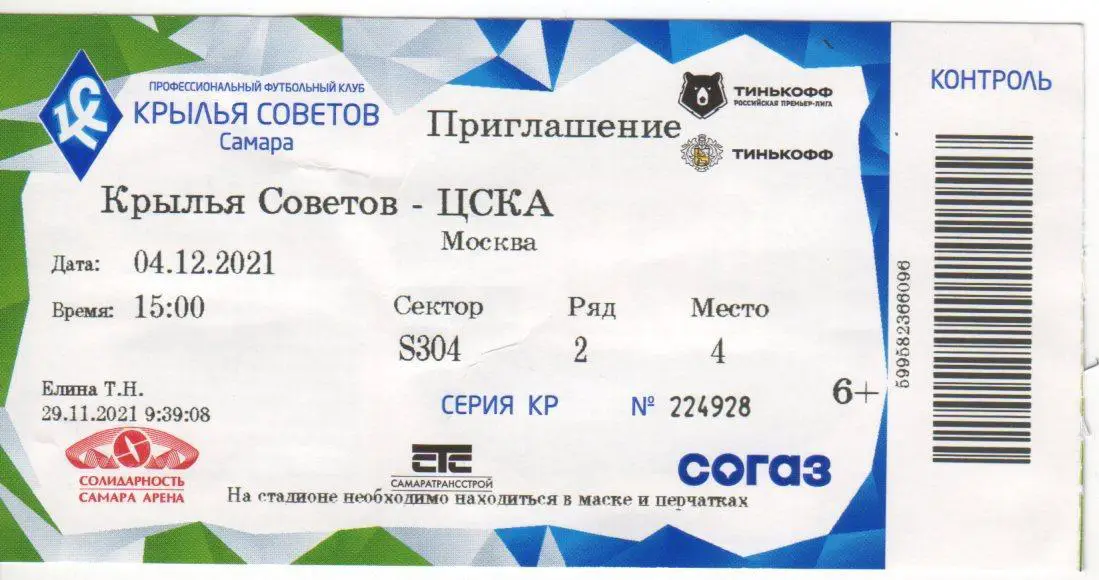 ПРОФЕССИОНАЛЬНЫЙ ФУТБОЛЬНЫЙ КЛУБ
КРЫЛЬЯ СОВЕТОВ
Самара
Приглашение
ТИНЬКОФФ
РОССИЙСКАЯ ПРЕМЬЕР-ЛИГА
ТИНЬКОФФ
КОНТРОЛЬ
Крылья Советов - ЦСКА
Москва
Дата: 04.12.2021
Время: 15:00
Сектор Ряд Место
S304 2 4
Елина Т.Н.
29.11.2021 9:39:08
СЕРИЯ КР № 224928
6+
599582366096
СОЛИДАРНОСТЬ
САМАРА АРЕНА
СТС
САМАРАТРАНССТРОЙ
СОГАЗ
На стадионе необходимо находиться в маске и перчатках